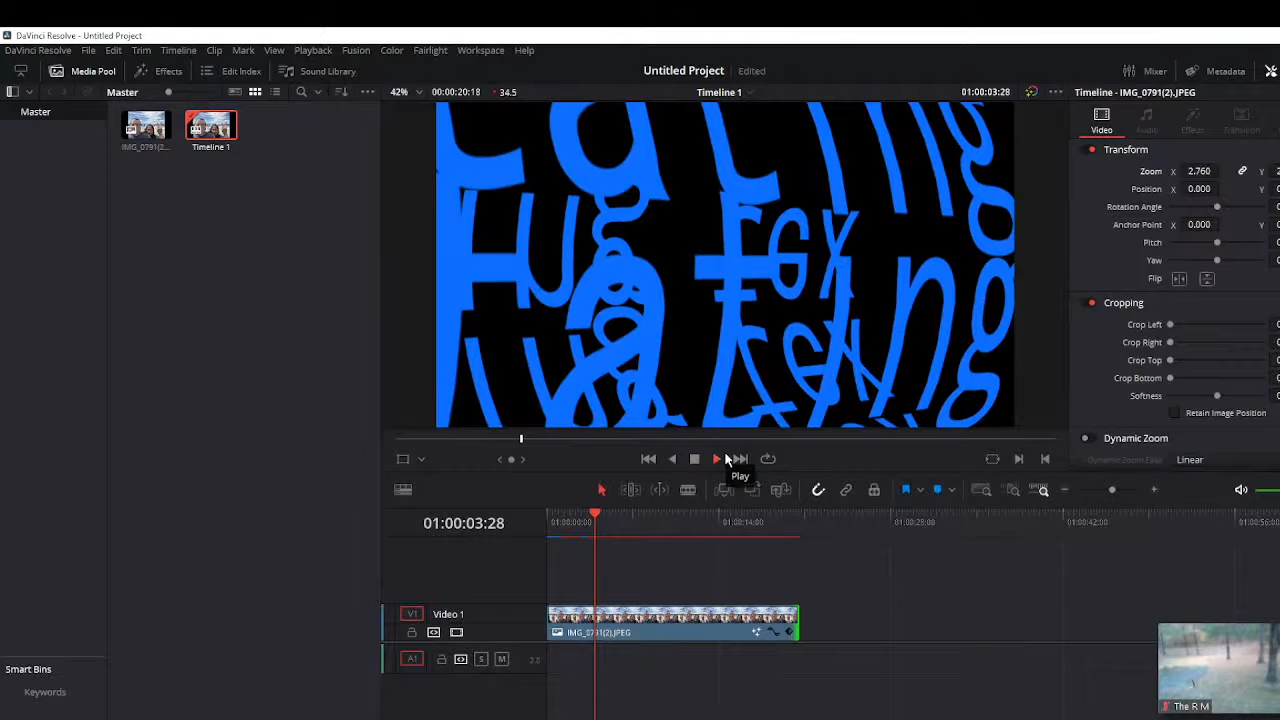 DaVinci Resolve - Untitled Project
DaVinci Resolve File Edit Trim Timeline Clip Mark View Playback Fusion Color Fairlight Workspace Help
Media Pool Effects Edit Index Sound Library Untitled Project Edited Mixer Metadata
Master 42% 00:00:20:18 34.5 Timeline 1 01:00:03:28 Timeline - IMG_0791(2).JPEG
Master
IMG_0791(2... Timeline 1
Video Audio Effects Transition
Transform
Zoom X 2.760 Y
Position X 0.000 Y
Rotation Angle
Anchor Point X 0.000 Y
Pitch
Yaw
Flip
Cropping
Crop Left
Crop Right
Crop Top
Crop Bottom
Softness
Retain Image Position
Dynamic Zoom
Dynamic Zoom Ease Linear
Play
01:00:03:28
01:00:00:00 01:00:14:00 01:00:28:00 01:00:42:00 01:00:56:00
V1 Video 1
IMG_0791(2).JPEG
A1 S M 2.0
Smart Bins
Keywords
The R M